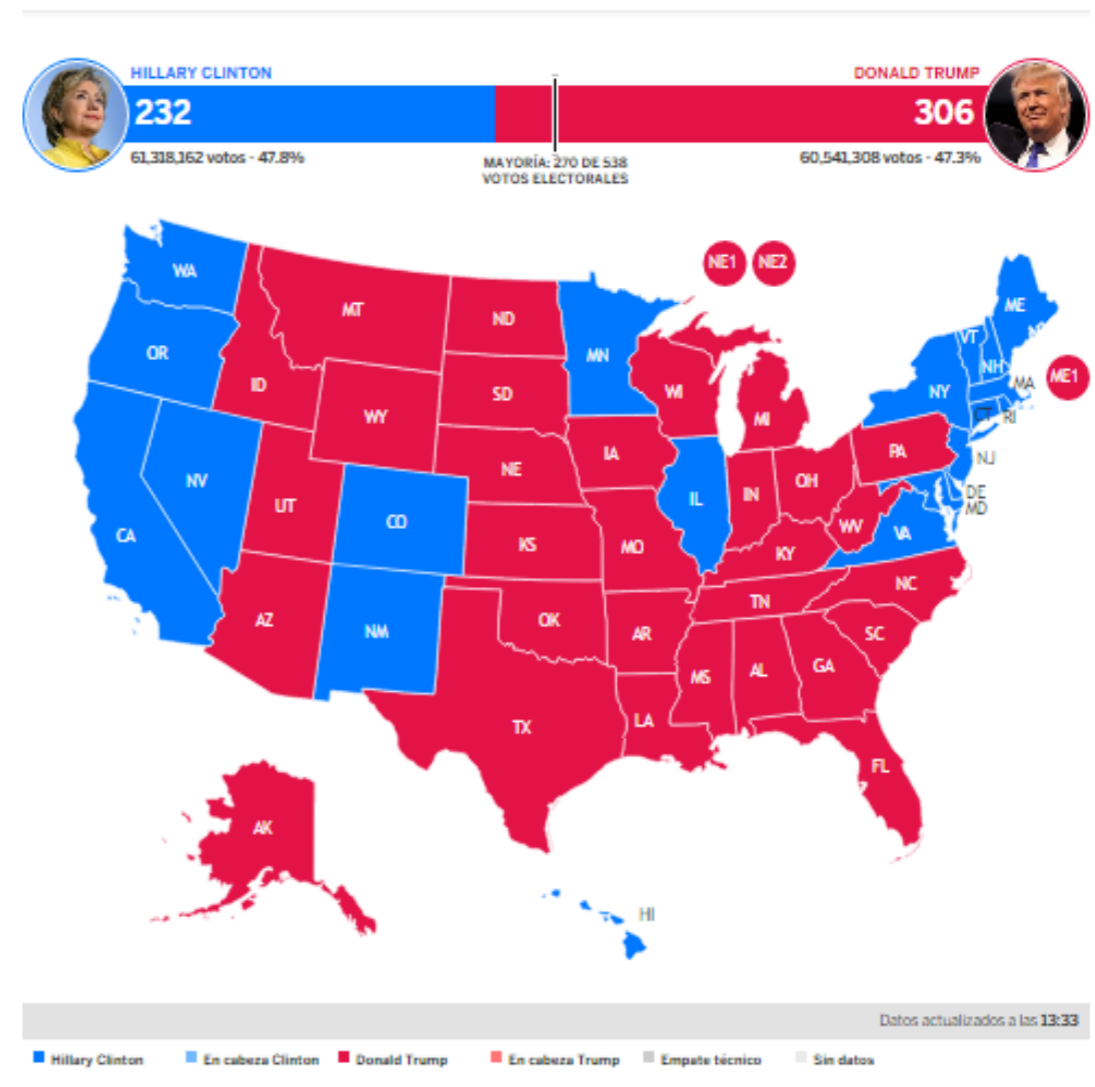 HILLARY CLINTON
DONALD TRUMP
232
306
61,318,162 votos - 47.8%
60,541,308 votos - 47.3%
MAYORÍA: 270 DE 538
VOTOS ELECTORALES
NE1
NE2
WA
MT
ND
ME
OR
MN
VT
NH
ID
SD
WI
NY
MA
ME1
WY
MI
CT
RI
NV
NE
IA
PA
NJ
UT
CO
IL
IN
OH
DE
MD
CA
KS
MO
WV
VA
KY
AZ
NM
OK
TN
NC
AR
SC
MS
AL
GA
TX
LA
FL
AK
HI
Datos actualizados a las 13:33
Hillary Clinton
En cabeza Clinton
Donald Trump
En cabeza Trump
Empate técnico
Sin datos